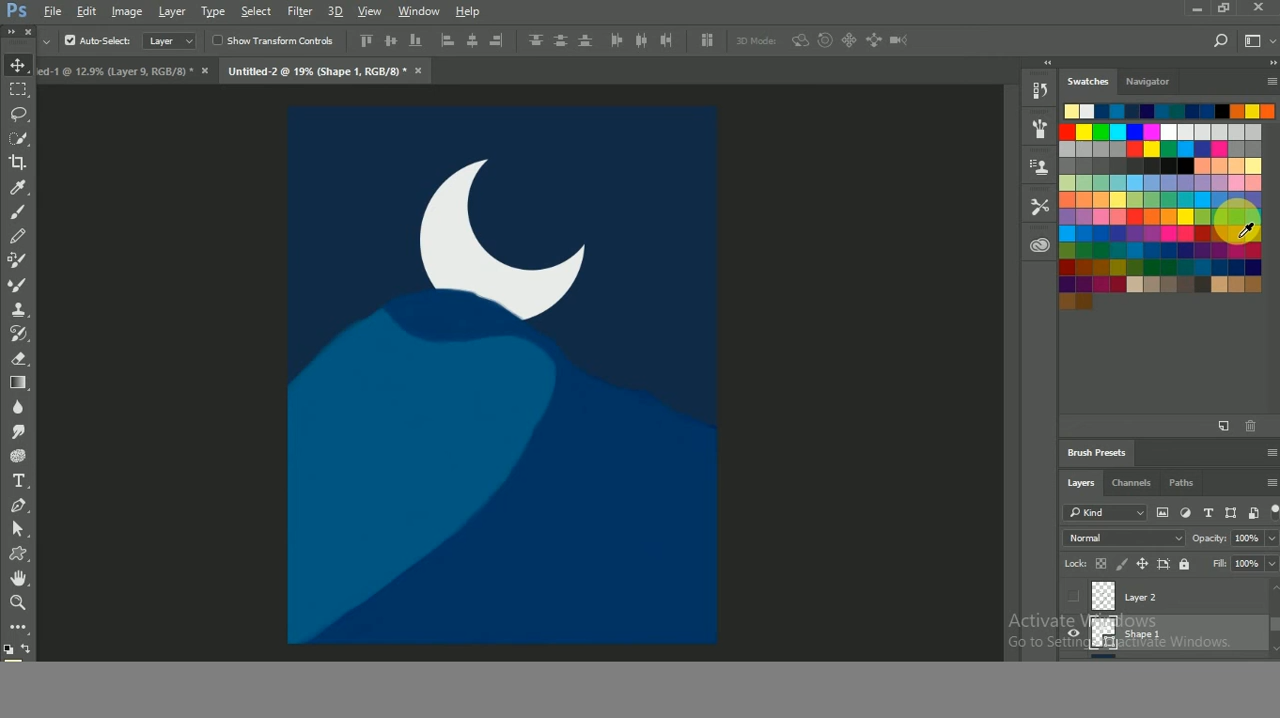 Ps File Edit Image Layer Type Select Filter 3D View Window Help
Auto-Select: Layer Show Transform Controls 3D Mode:
ed-1 @ 12.9% (Layer 9, RGB/8) * × Untitled-2 @ 19% (Shape 1, RGB/8) * ×
Swatches Navigator
Brush Presets
Layers Channels Paths
Kind
Normal Opacity: 100%
Lock: Fill: 100%
Layer 2
Activate Windows
Shape 1
Go to Settings to activate Windows.